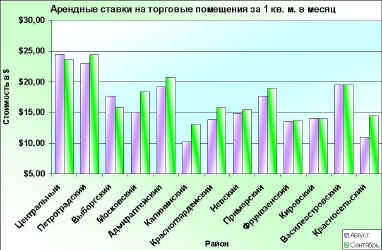 Арендные ставки на торговые помещения за 1 кв. м. в месяц
$30,00
$25,00
$20,00
$15,00
$10,00
$5,00
Стоимость в $
Центральный
Петроградский
Выборгский
Московский
Адмиралтейский
Калининский
Красногвардейский
Невский
Приморский
Фрунзенский
Кировский
Василеостровский
Красносельский
Район
Август
Сентябрь